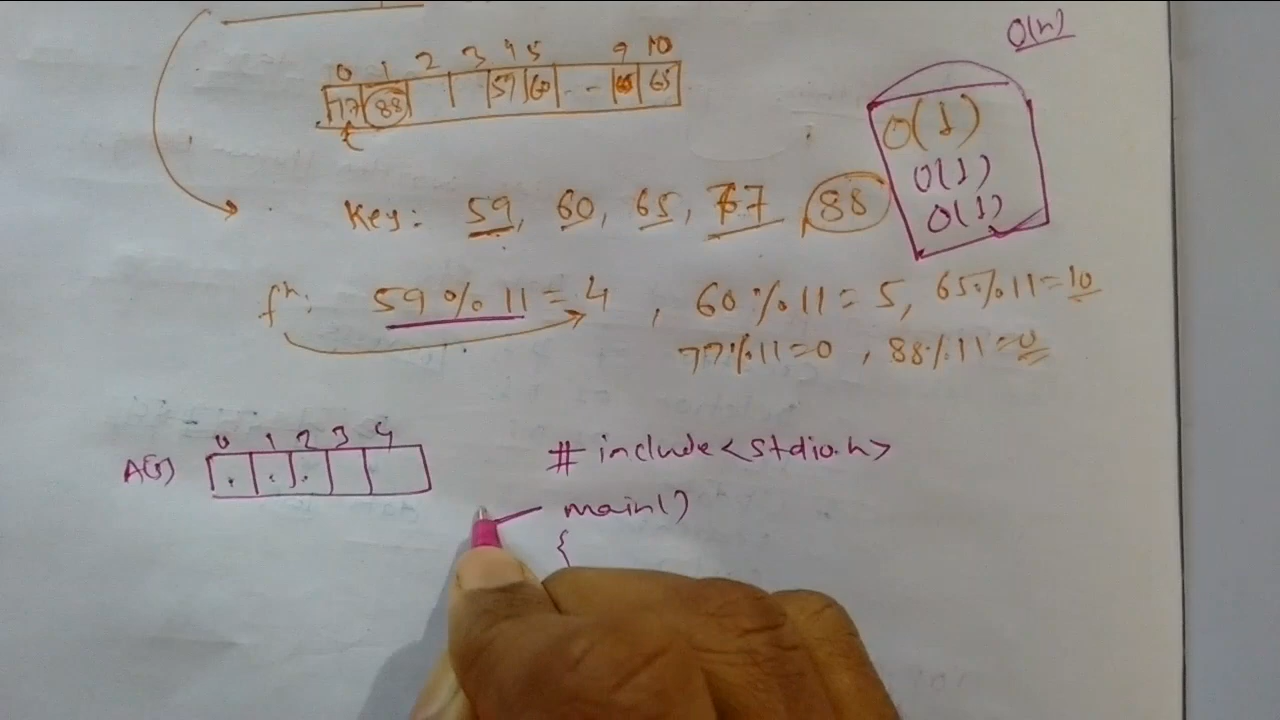 O(n)
0 1 2 3 4 5 9 10
77 88 59 60 .. - 65
O(1)
O(1)
O(1)
Key: 59, 60, 65, 77 88
fn: 59 % 11 = 4 , 60 % 11 = 5, 65 % 11 = 10
77 % 11 = 0 , 88 % 11 = 0
0 1 2 3 4
# include <stdio.h>
main()
{